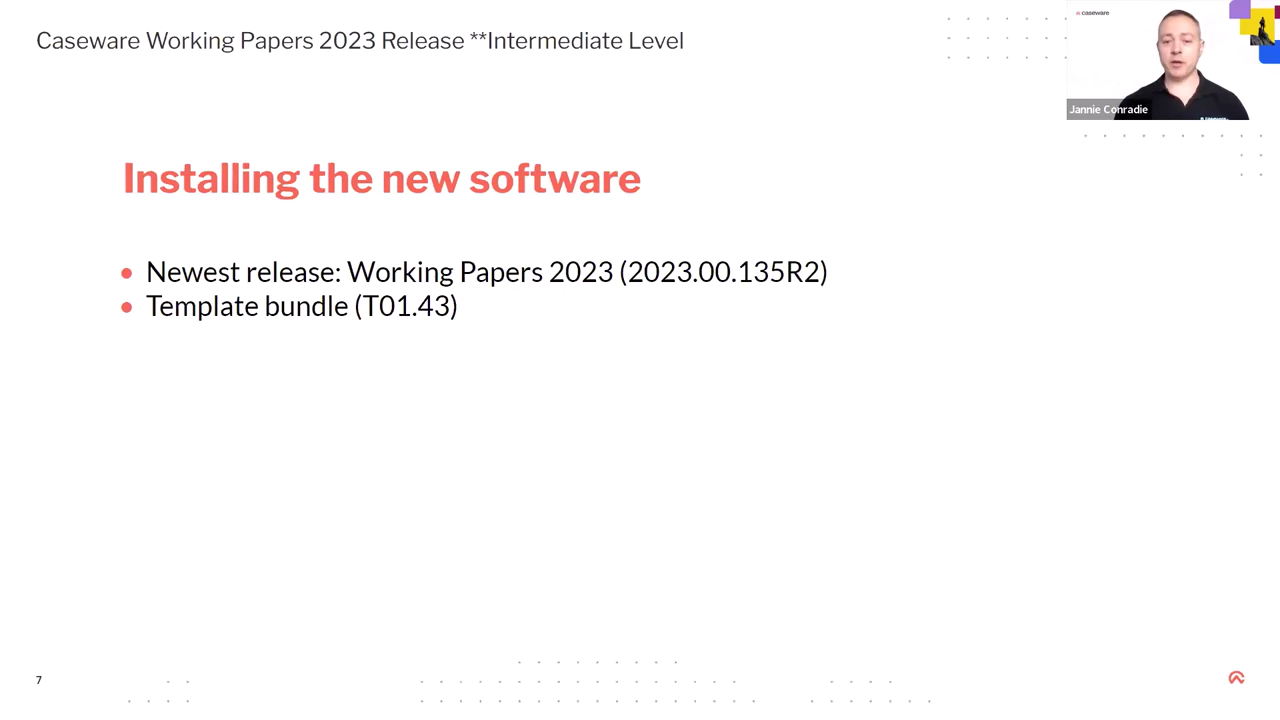 Caseware Working Papers 2023 Release **Intermediate Level
caseware
Jannie Conradie
Installing the new software
Newest release: Working Papers 2023 (2023.00.135R2)
Template bundle (T01.43)
7